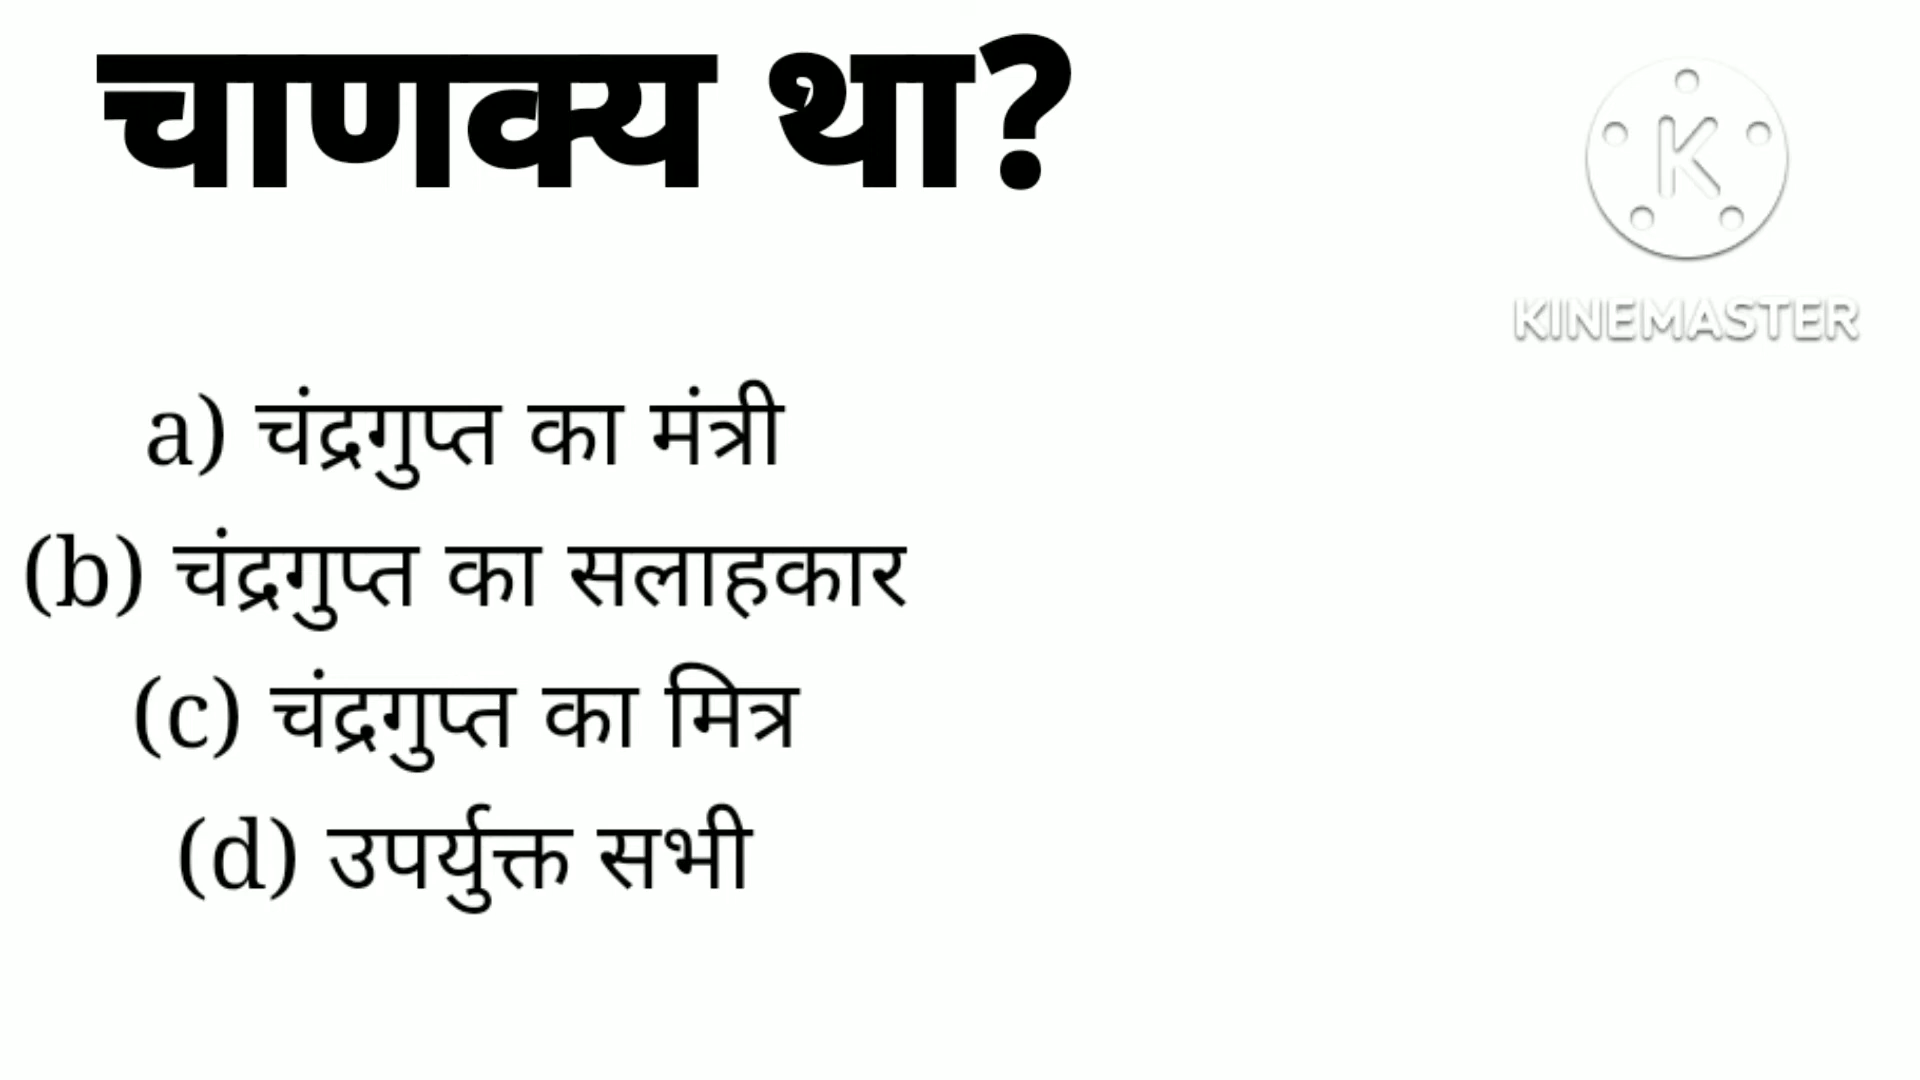 चाणक्य था?
K
KINEMASTER
a) चंद्रगुप्त का मंत्री
(b) चंद्रगुप्त का सलाहकार
(c) चंद्रगुप्त का मित्र
(d) उपर्युक्त सभी